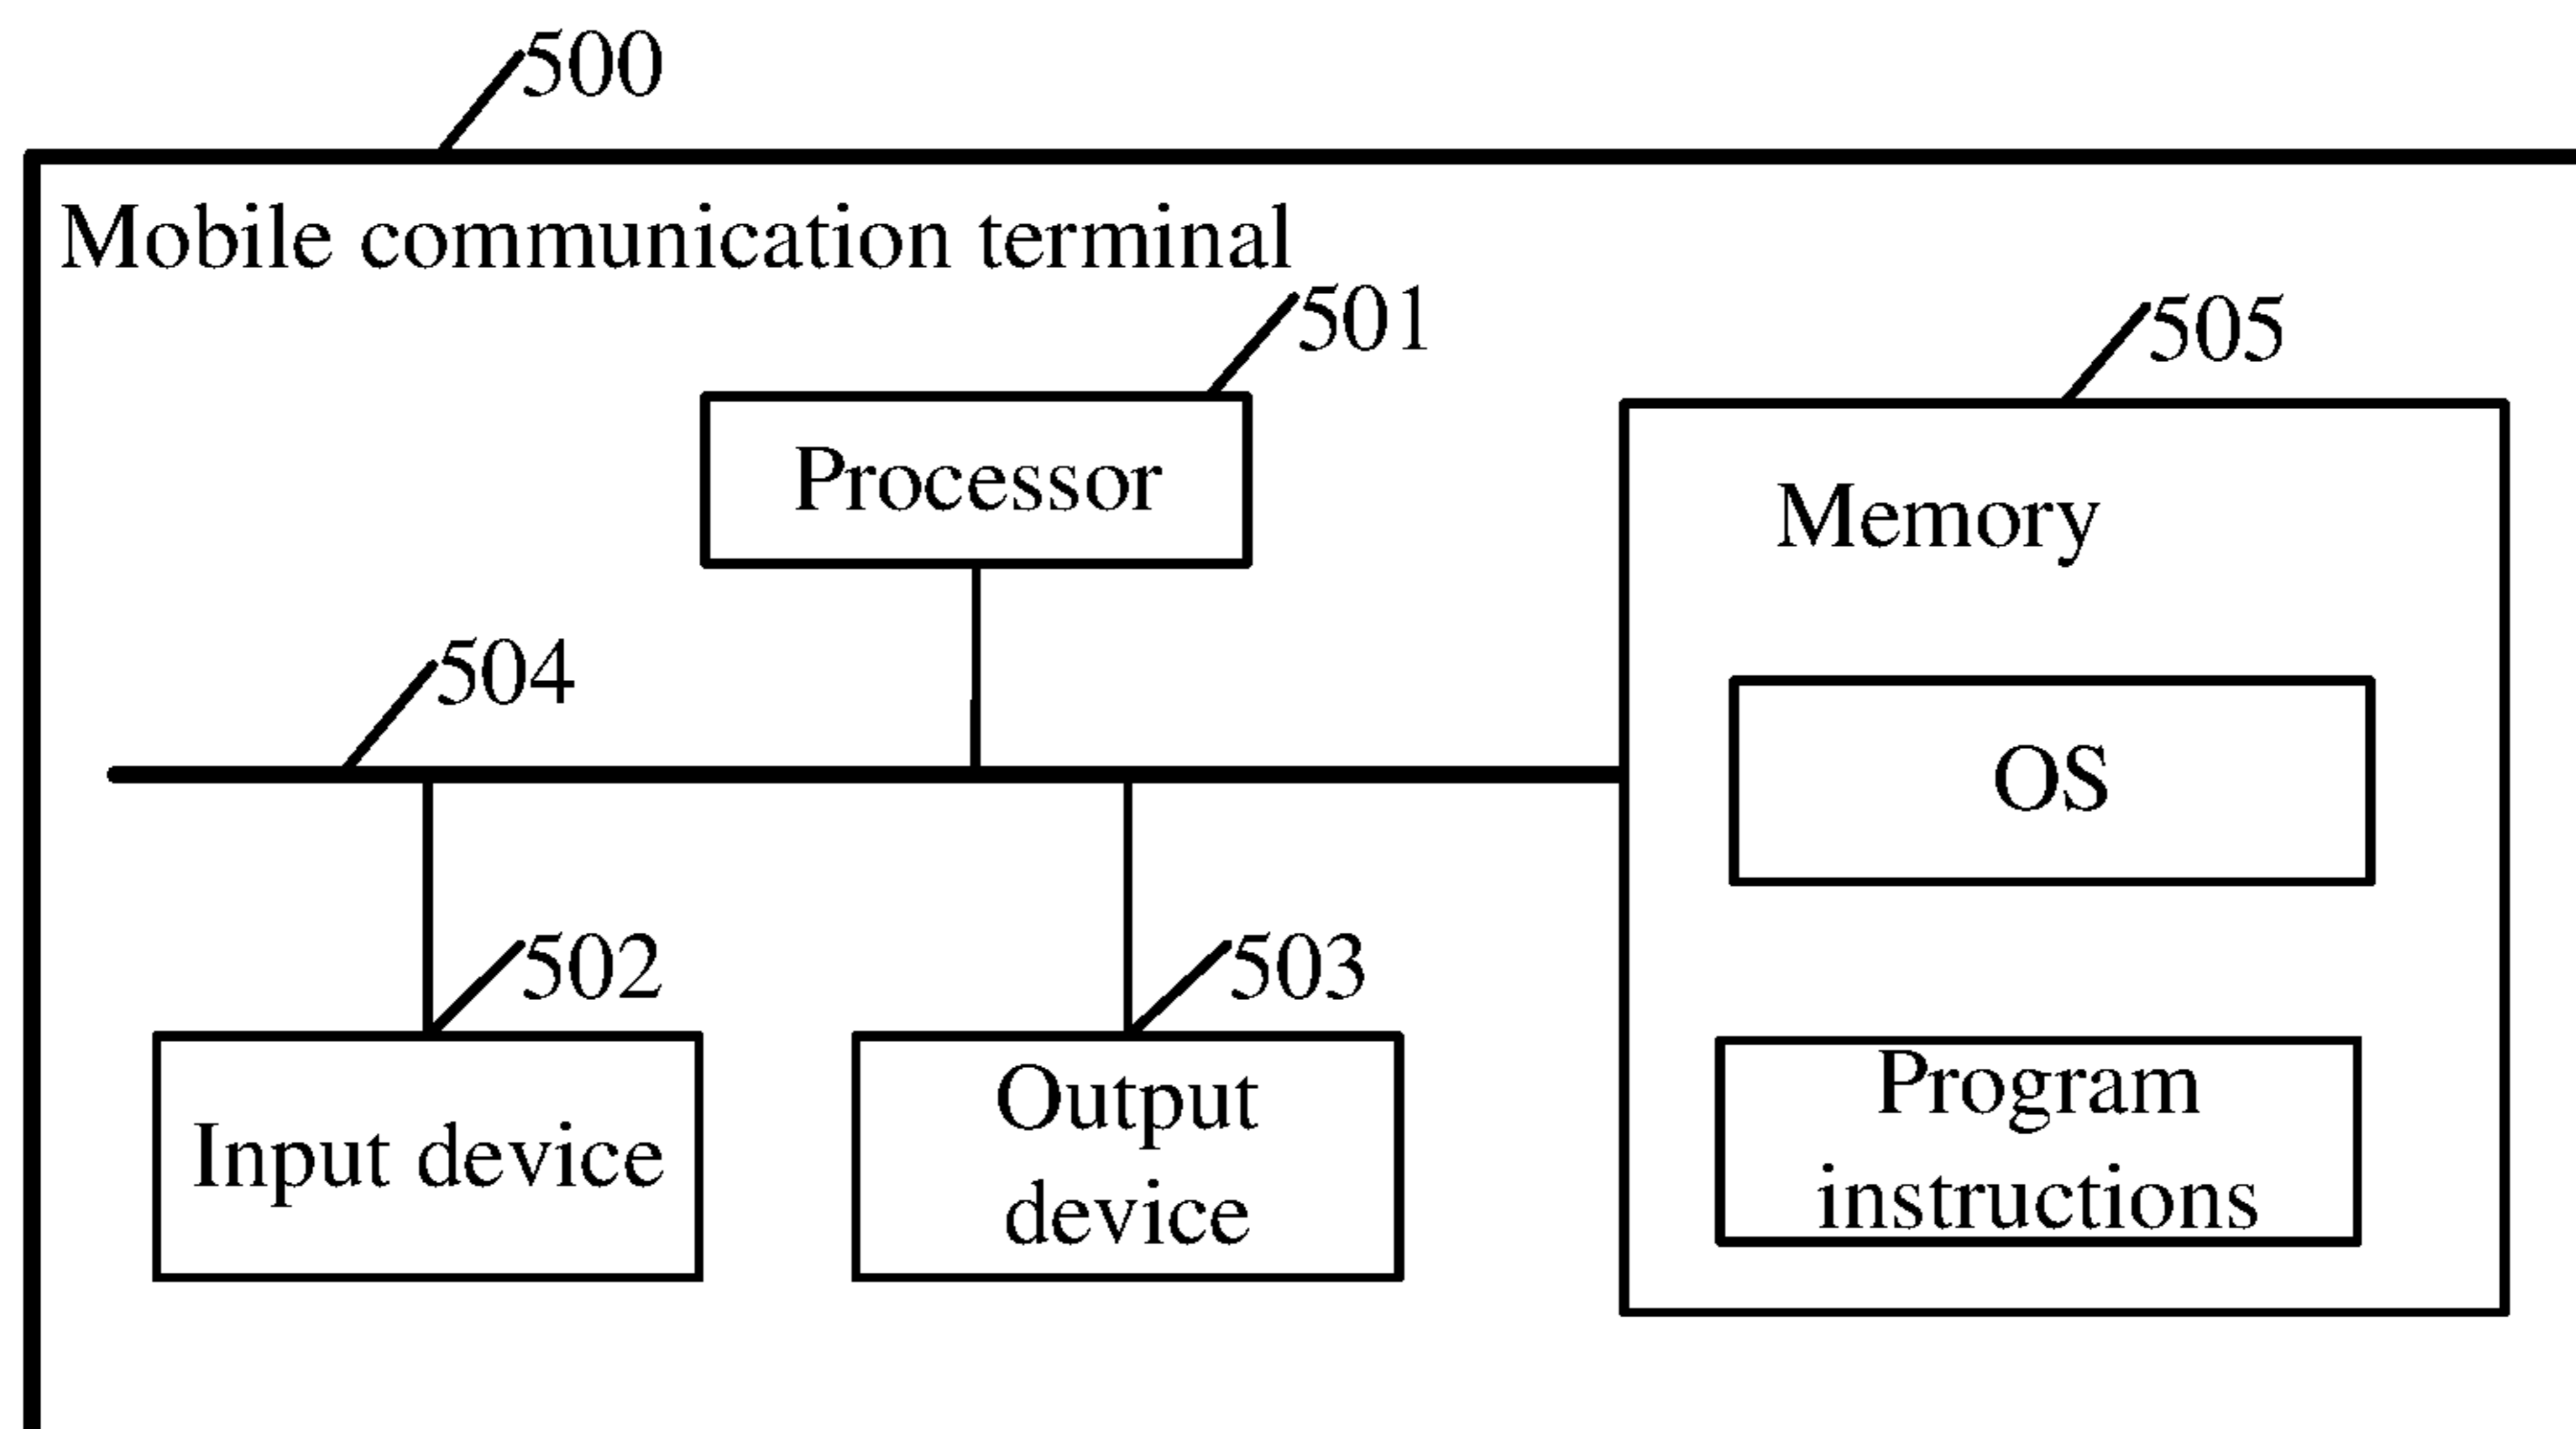 500
Mobile communication terminal
501
505
Processor
Memory
504
OS
502
503
Input device
Output
device
Program
instructions